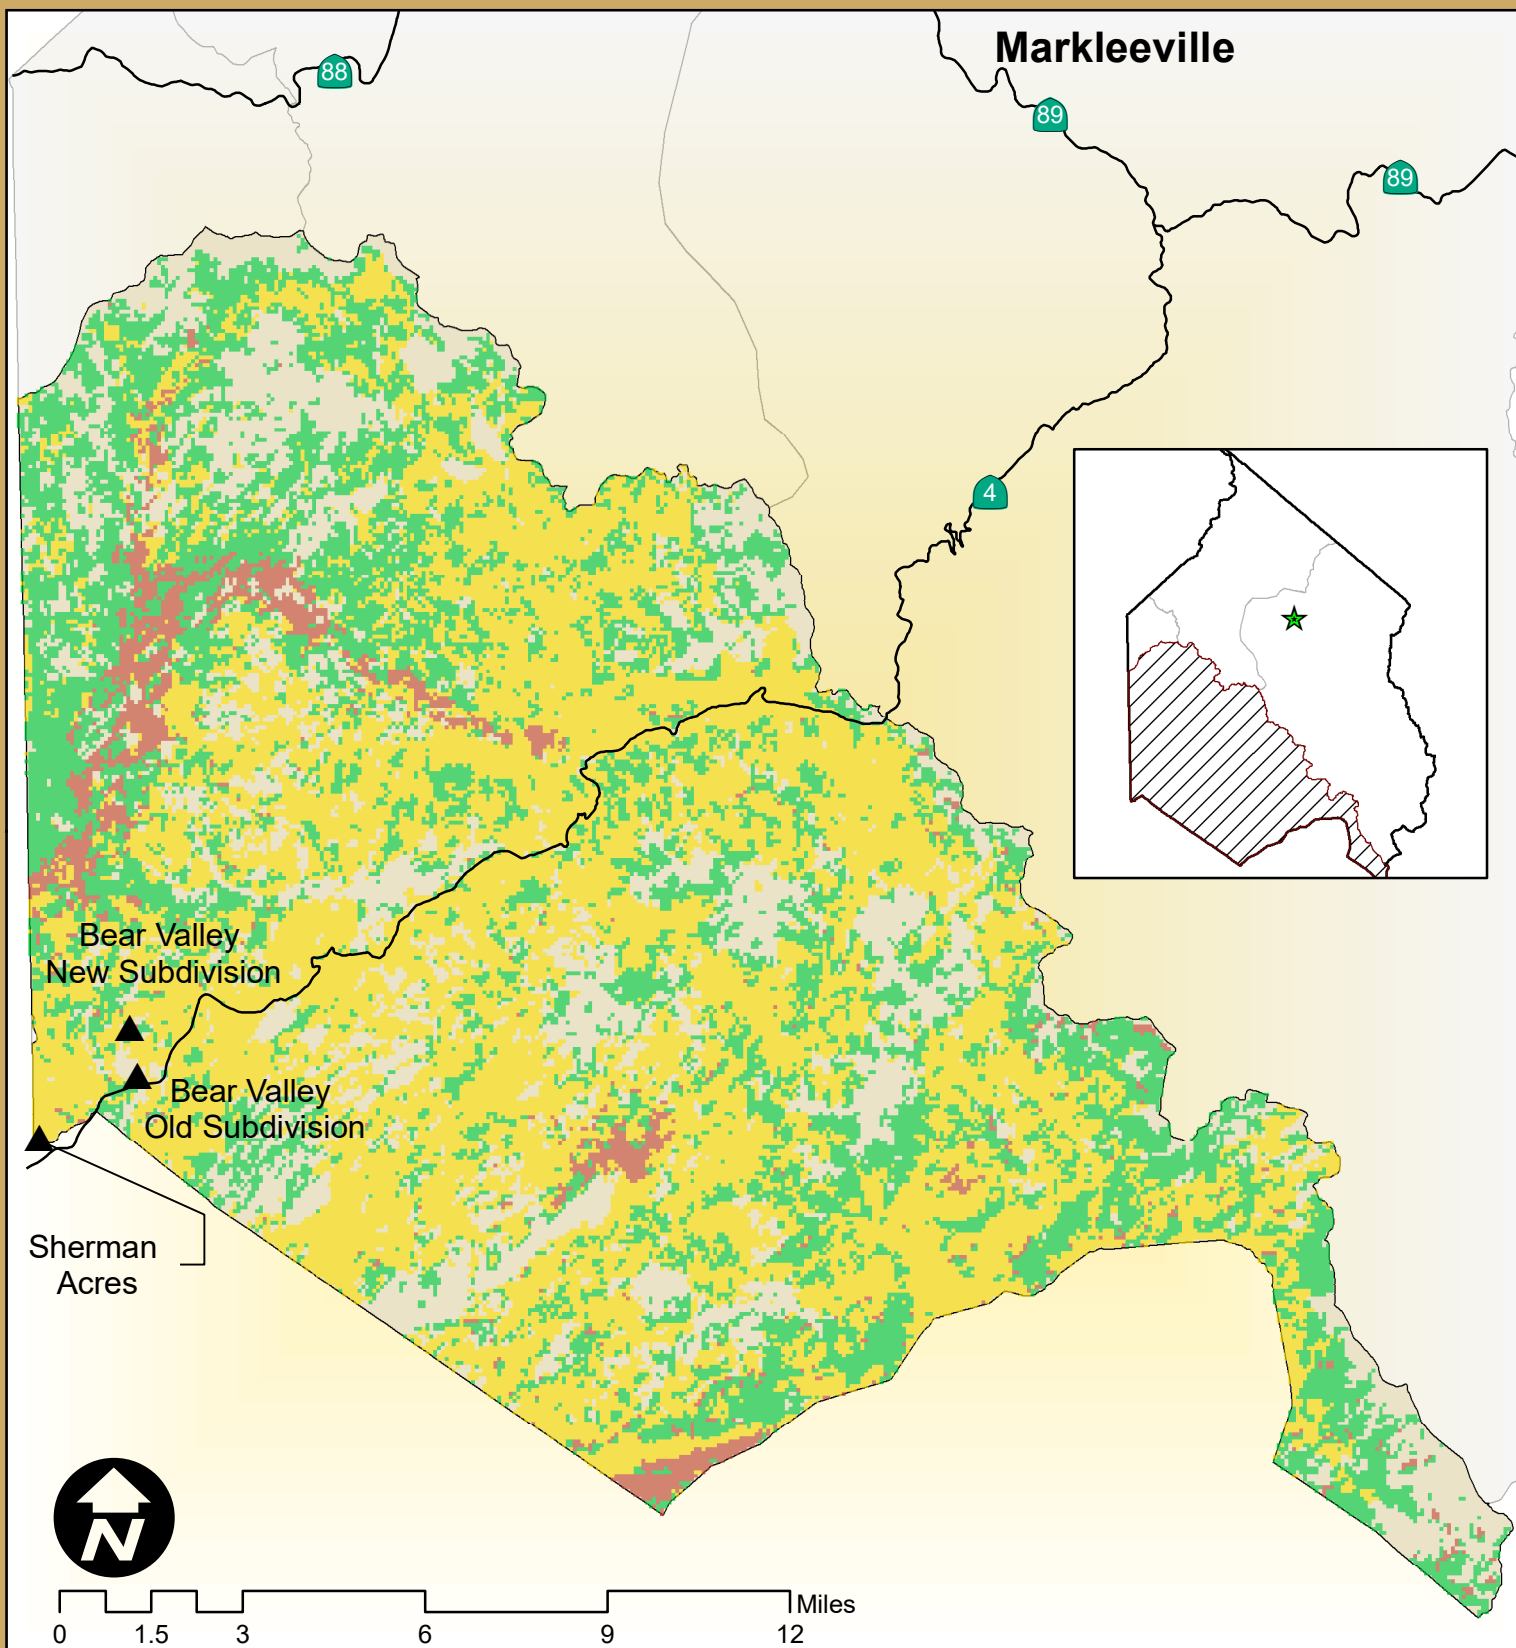 Markleeville
88
89
89
4
Bear Valley
New Subdivision
Bear Valley
Old Subdivision
Sherman
Acres
N
Miles
0 1.5 3 6 9 12